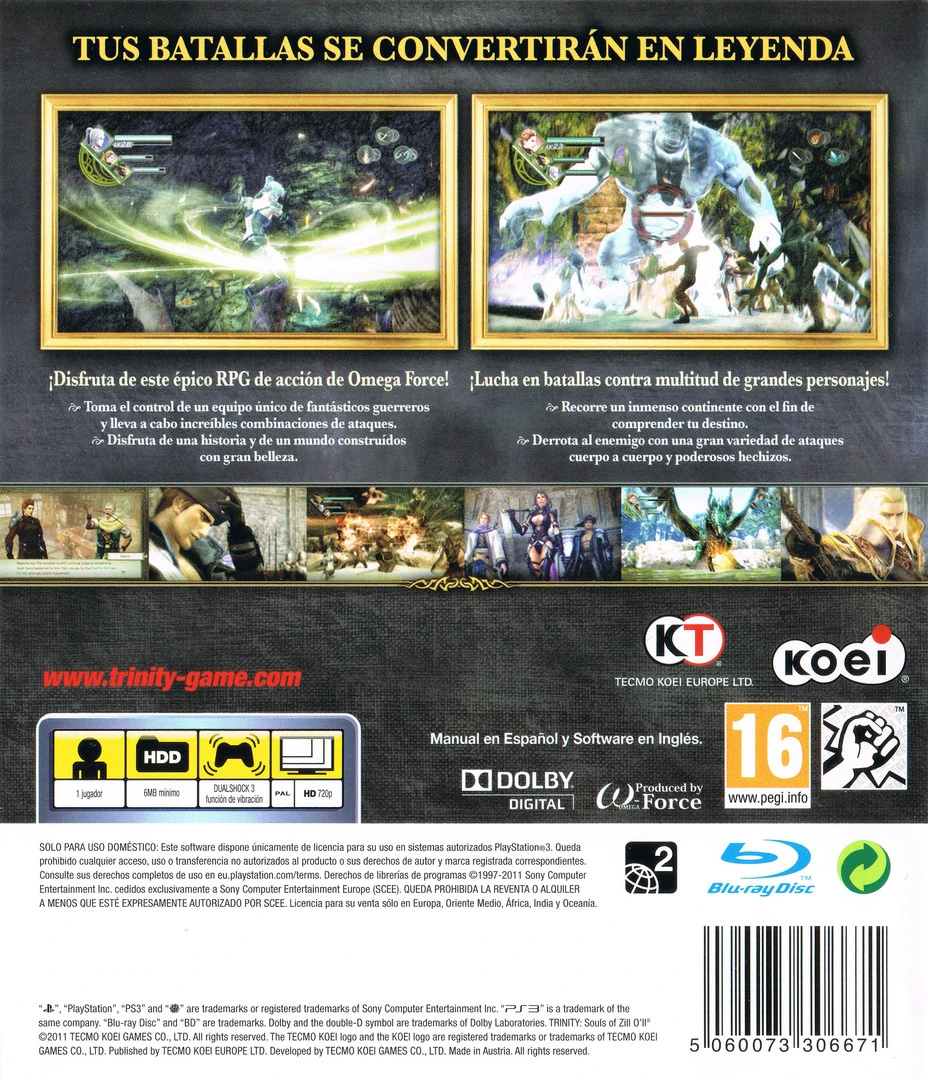 TUS BATALLAS SE CONVERTIRÁN EN LEYENDA
LV20
LV23
¡Disfruta de este épico RPG de acción de Omega Force!
Toma el control de un equipo único de fantásticos guerreros
y lleva a cabo increíbles combinaciones de ataques.
Disfruta de una historia y de un mundo construídos
con gran belleza.
¡Lucha en batallas contra multitud de grandes personajes!
Recorre un inmenso continente con el fin de
comprender tu destino.
Derrota al enemigo con una gran variedad de ataques
cuerpo a cuerpo y poderosos hechizos.
www.trinity-game.com
KT
®
TECMO KOEI EUROPE LTD.
KOEI
®
1 jugador
HDD
6MB mínimo
DUALSHOCK 3
función de vibración
PAL
HD 720p
Manual en Español y Software en Inglés.
DOLBY®
DIGITAL
ω-Force
OMEGA
Produced by
16
TM
www.pegi.info
TM
SOLO PARA USO DOMÉSTICO: Este software dispone únicamente de licencia para su uso en sistemas autorizados PlayStation®3. Queda
prohibido cualquier acceso, uso o transferencia no autorizados al producto o sus derechos de autor y marca registrada correspondientes.
Consulte sus derechos completos de uso en eu.playstation.com/terms. Derechos de librerías de programas ©1997-2011 Sony Computer
Entertainment Inc. cedidos exclusivamente a Sony Computer Entertainment Europe (SCEE). QUEDA PROHIBIDA LA REVENTA O ALQUILER
A MENOS QUE ESTÉ EXPRESAMENTE AUTORIZADO POR SCEE. Licencia para su venta sólo en Europa, Oriente Medio, África, India y Oceanía.
2
Blu-ray Disc
TM
“ ”, “PlayStation”, “PS3” and “ ” are trademarks or registered trademarks of Sony Computer Entertainment Inc. “PS3” is a trademark of the
same company. “Blu-ray Disc” and “BD” are trademarks. Dolby and the double-D symbol are trademarks of Dolby Laboratories. TRINITY: Souls of Zill O’ll®
©2011 TECMO KOEI GAMES CO., LTD. All rights reserved. The TECMO KOEI logo and the KOEI logo are registered trademarks or trademarks of TECMO KOEI
GAMES CO., LTD. Published by TECMO KOEI EUROPE LTD. Developed by TECMO KOEI GAMES CO., LTD. Made in Austria. All rights reserved.
5 060073 306671